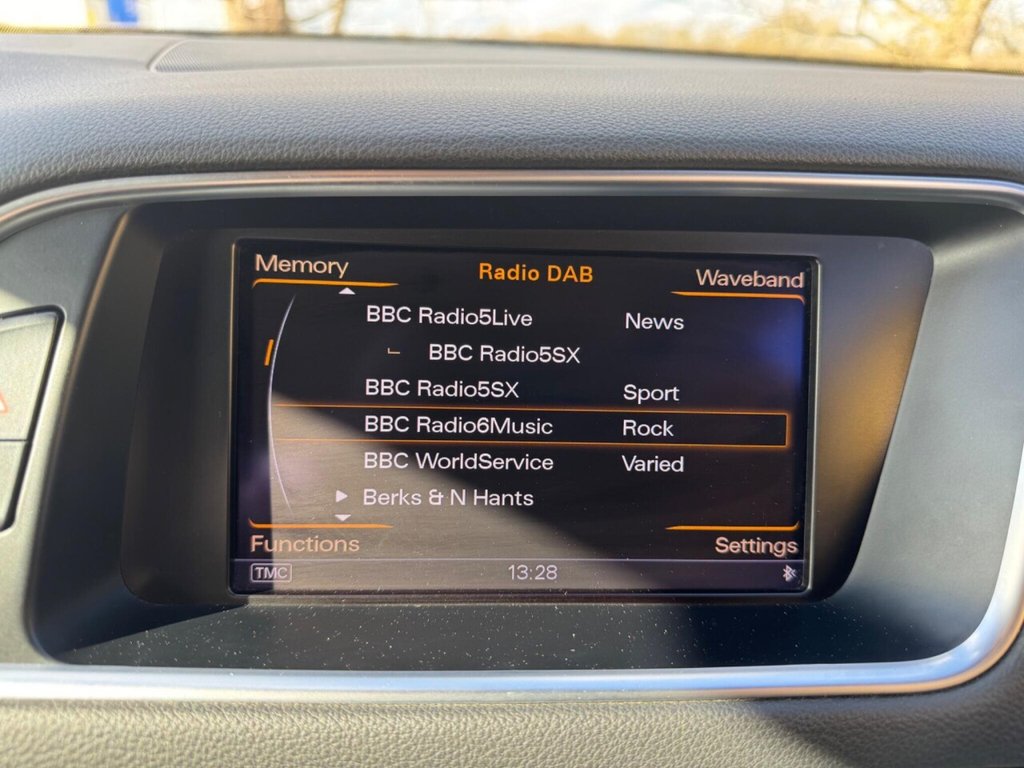 Memory Radio DAB Waveband
BBC Radio5Live News
BBC Radio5SX
BBC Radio5SX Sport
BBC Radio6Music Rock
BBC WorldService Varied
Berks & N Hants
Functions Settings
TMC 13:28